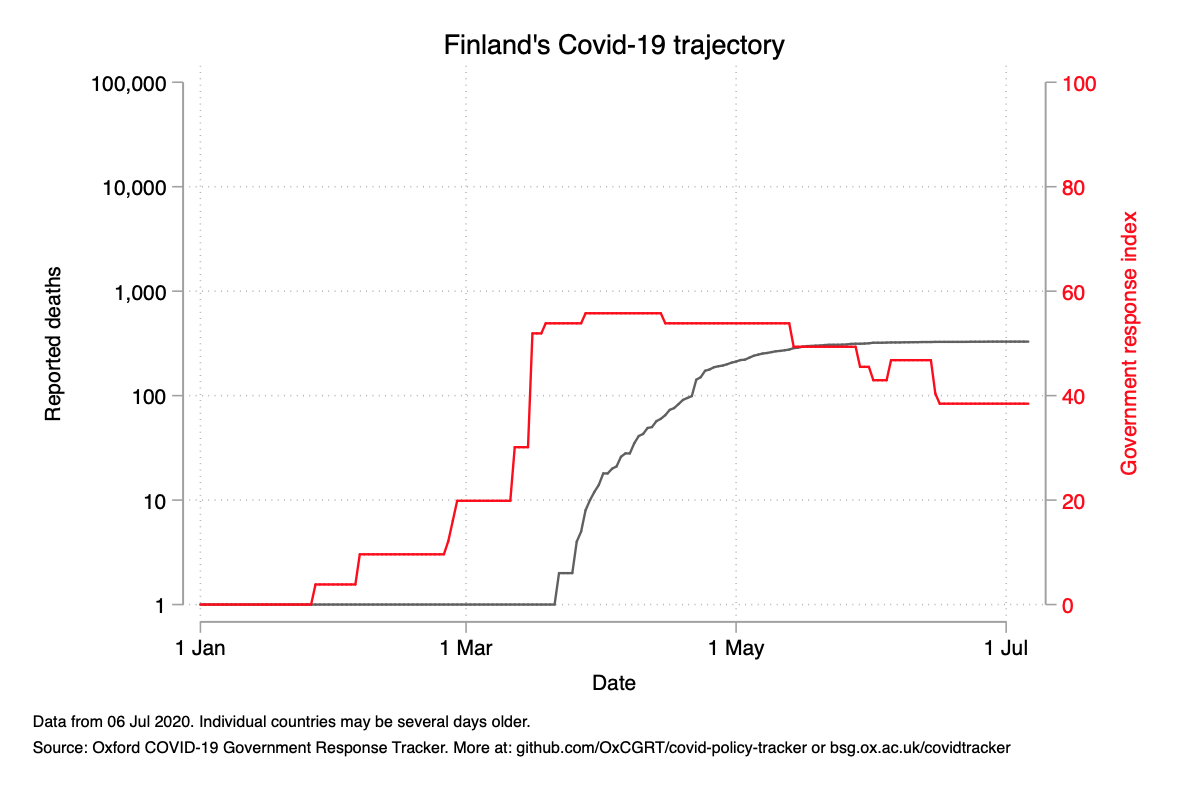 Finland's Covid-19 trajectory
100,000
10,000
1,000
100
10
1
Reported deaths
100
80
60
40
20
0
Government response index
1 Jan
1 Mar
1 May
1 Jul
Date
Data from 06 Jul 2020. Individual countries may be several days older.
Source: Oxford COVID-19 Government Response Tracker. More at: github.com/OxCGRT/covid-policy-tracker or bsg.ox.ac.uk/covidtracker